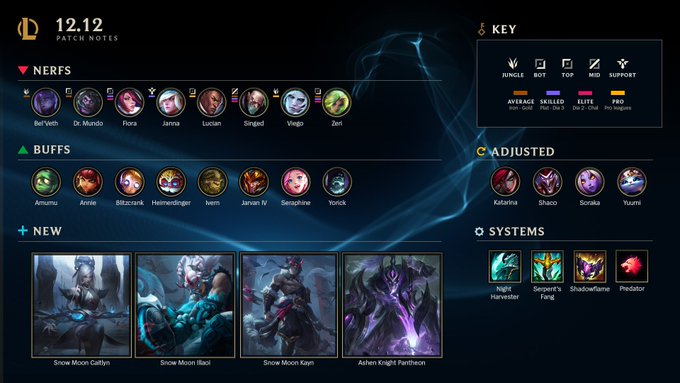 12.12
PATCH NOTES
NERFS
Bel'Veth Dr. Mundo Fiora Janna Lucian Singed Viego Zeri
BUFFS
Amumu Annie Blitzcrank Heimerdinger Ivern Jarvan IV Seraphine Yorick
NEW
Snow Moon Caitlyn Snow Moon Illaoi Snow Moon Kayn Ashen Knight Pantheon
KEY
JUNGLE BOT TOP MID SUPPORT
AVERAGE SKILLED ELITE PRO
Iron - Gold Plat - Dia 3 Dia 2 - Chal Pro leagues
ADJUSTED
Katarina Shaco Soraka Yuumi
SYSTEMS
Night Harvester Serpent's Fang Shadowflame Predator